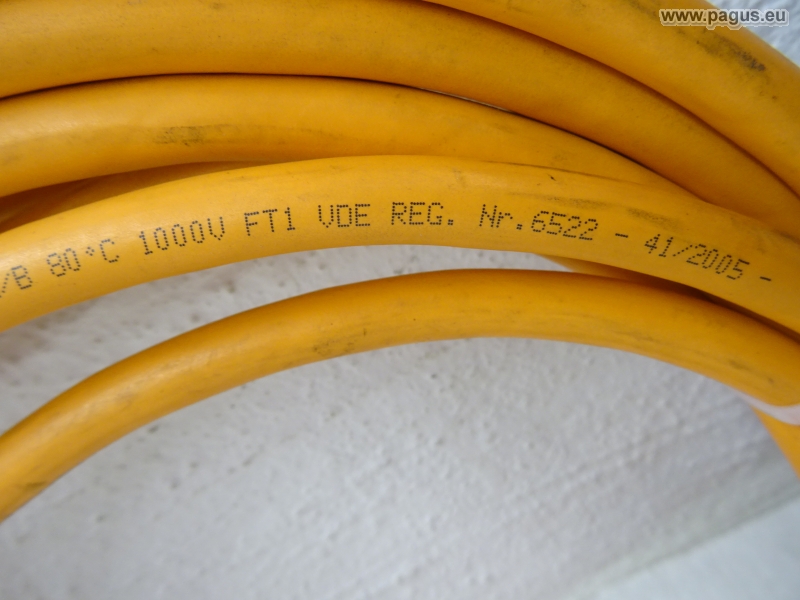 www.pagus.eu
/B 80°C 1000V FT1 VDE REG. Nr.6522 - 41/2005 -